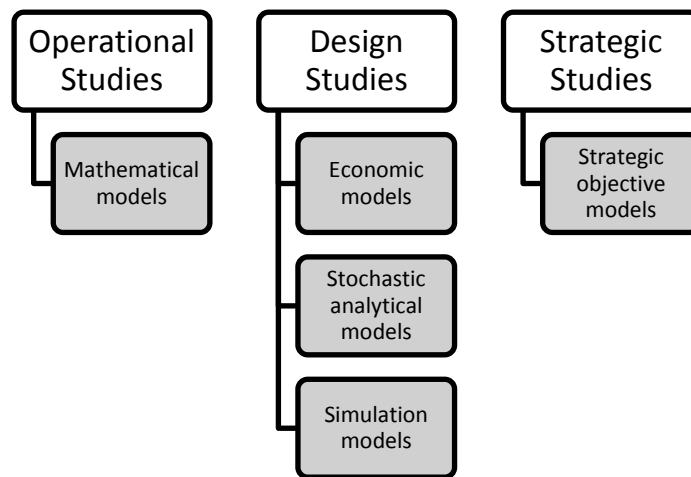 Operational
Studies
Mathematical
models
Design
Studies
Economic
models
Stochastic
analytical
models
Simulation
models
Strategic
Studies
Strategic
objective
models